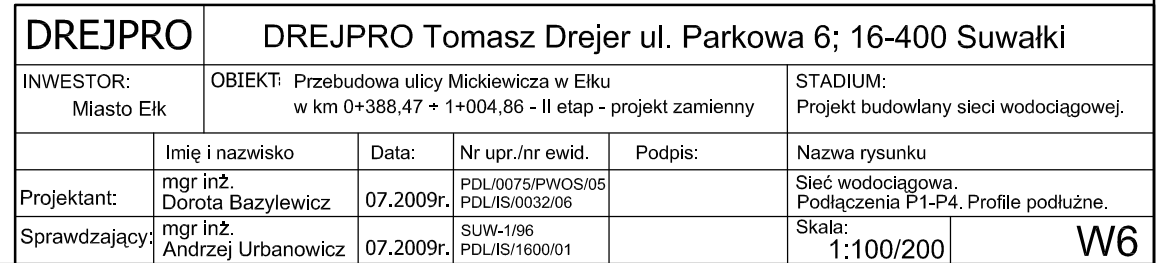 DREJPRO
DREJPRO Tomasz Drejer ul. Parkowa 6; 16-400 Suwałki
INWESTOR:
Miasto Ełk
OBIEKT: Przebudowa ulicy Mickiewicza w Ełku
w km 0+388,47 ÷ 1+004,86 - II etap - projekt zamienny
STADIUM:
Projekt budowlany sieci wodociągowej.
Imię i nazwisko
Data:
Nr upr./nr ewid.
Podpis:
Nazwa rysunku
Projektant:
mgr inż.
Dorota Bazylewicz
07.2009r.
PDL/0075/PWOS/05
PDL/IS/0032/06
Sieć wodociągowa.
Podłączenia P1-P4. Profile podłużne.
Sprawdzający:
mgr inż.
Andrzej Urbanowicz
07.2009r.
SUW-1/96
PDL/IS/1600/01
Skala:
1:100/200
W6